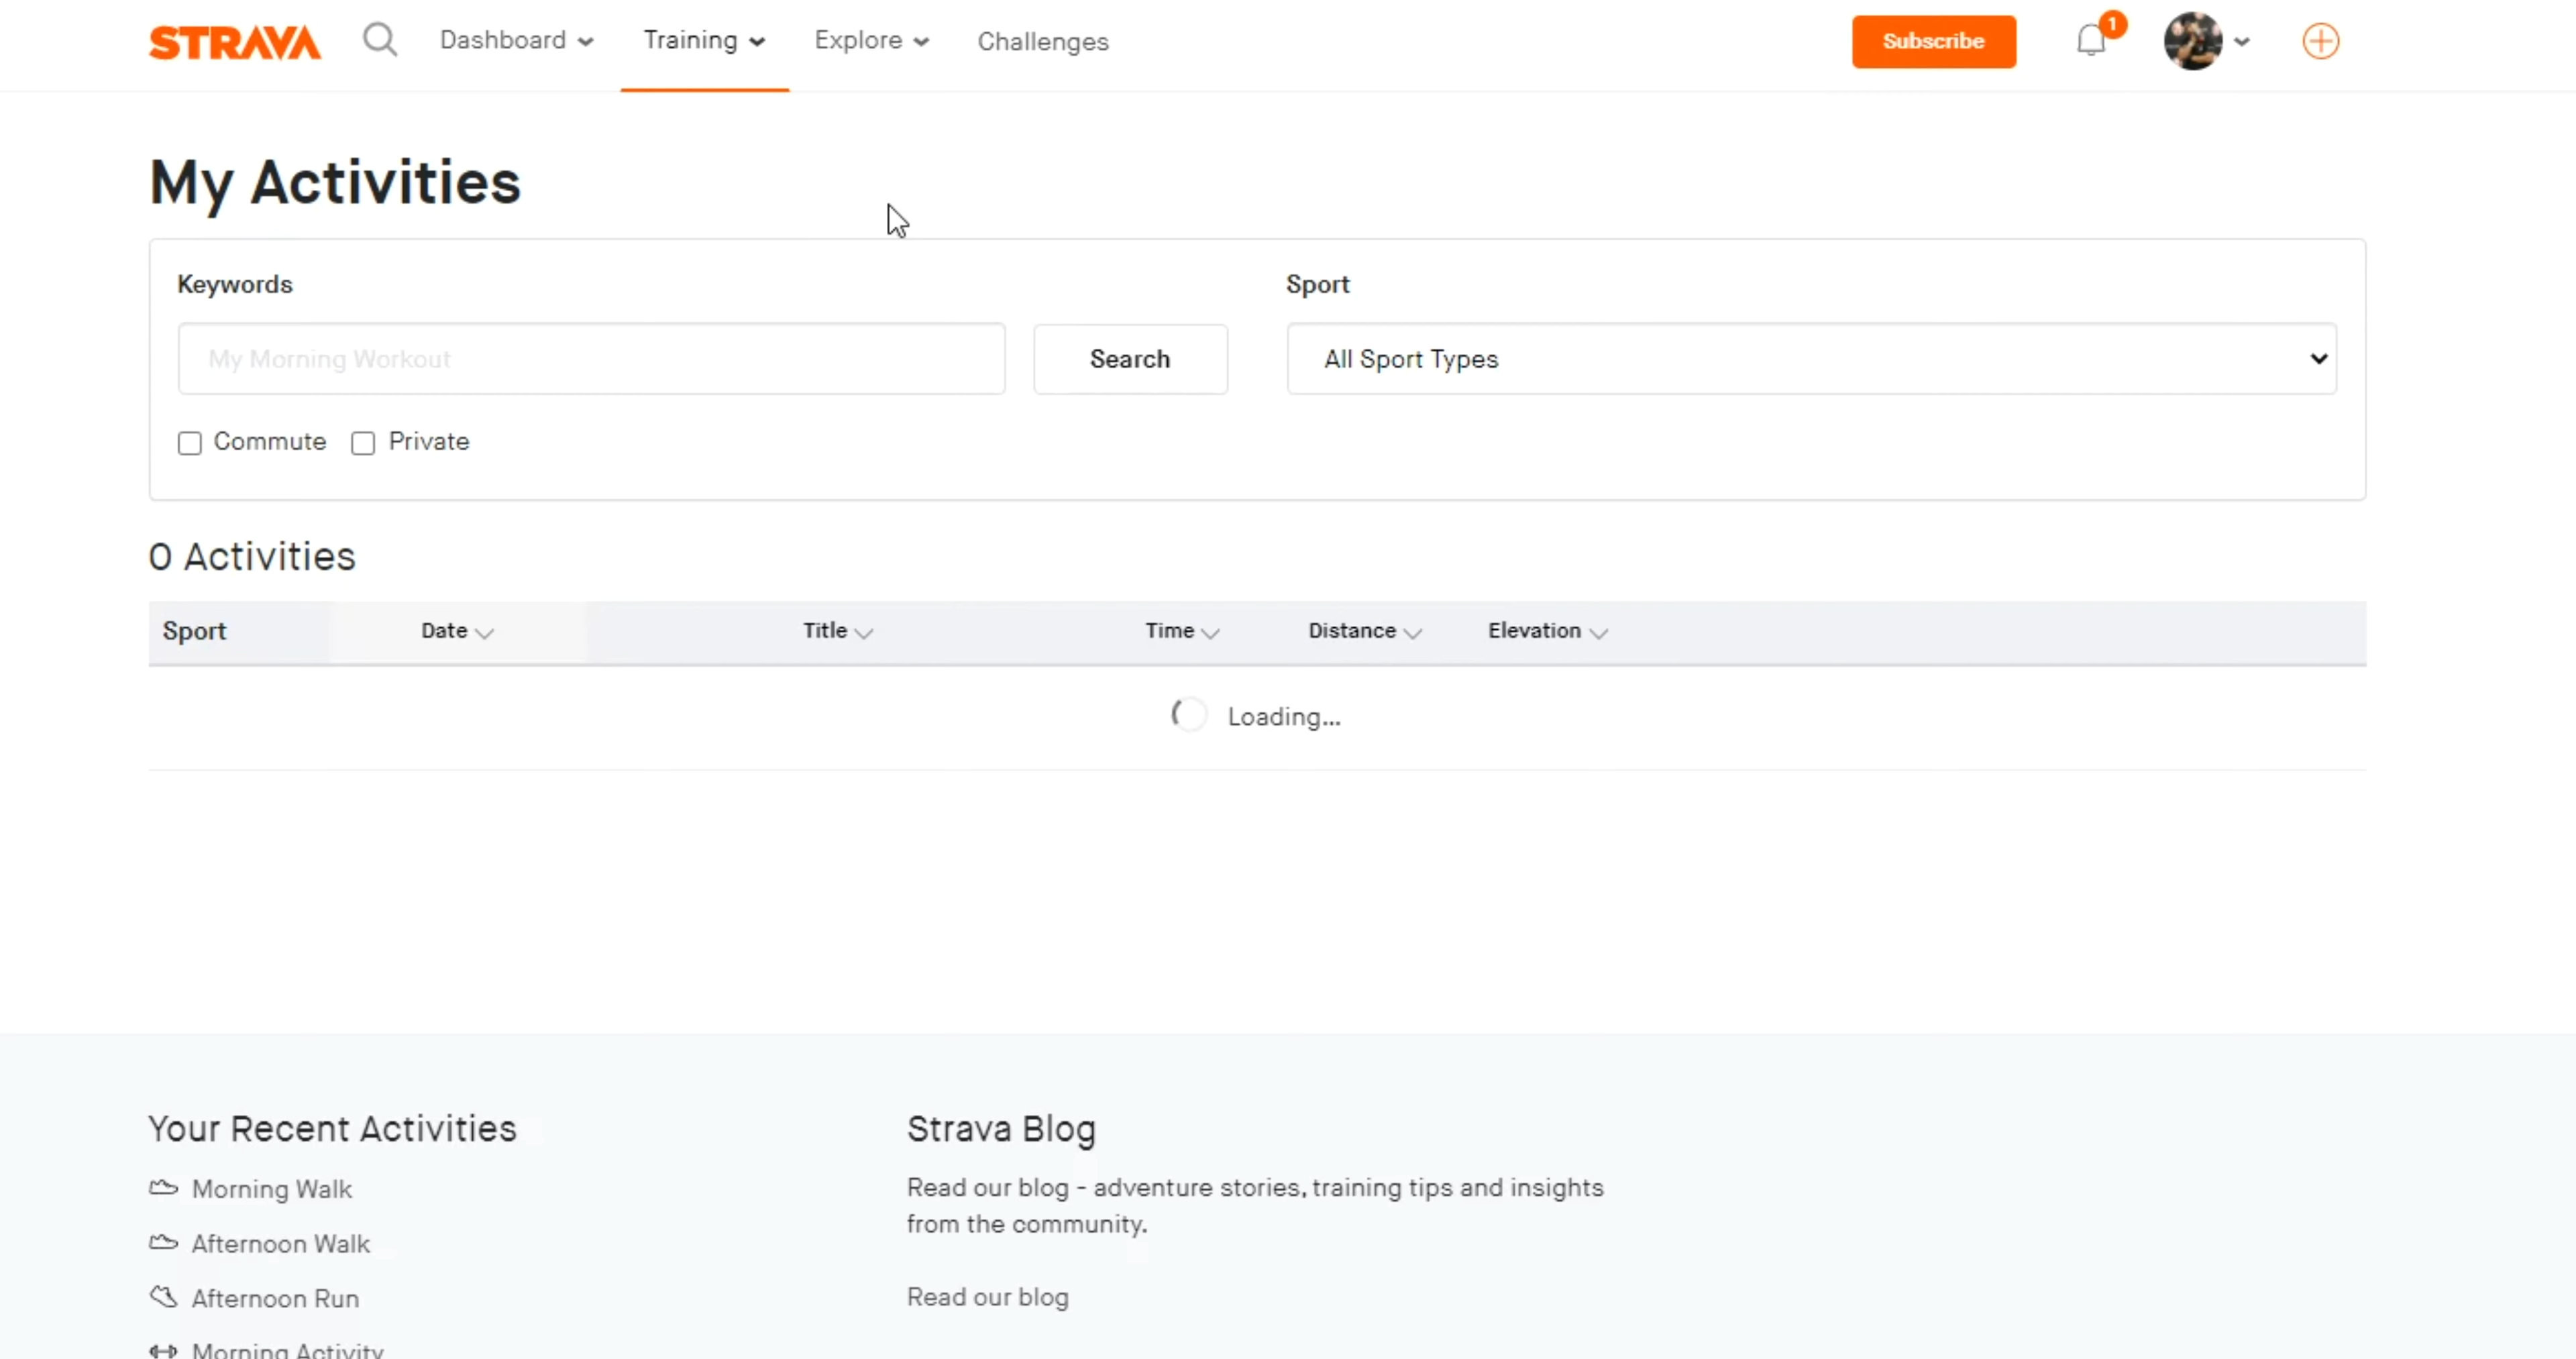 STRAVA Dashboard Training Explore Challenges Subscribe 1
My Activities
Keywords Sport
My Morning Workout Search All Sport Types
Commute Private
0 Activities
Sport Date Title Time Distance Elevation
Loading...
Your Recent Activities
Morning Walk
Afternoon Walk
Afternoon Run
Morning Activity
Strava Blog
Read our blog - adventure stories, training tips and insights
from the community.
Read our blog